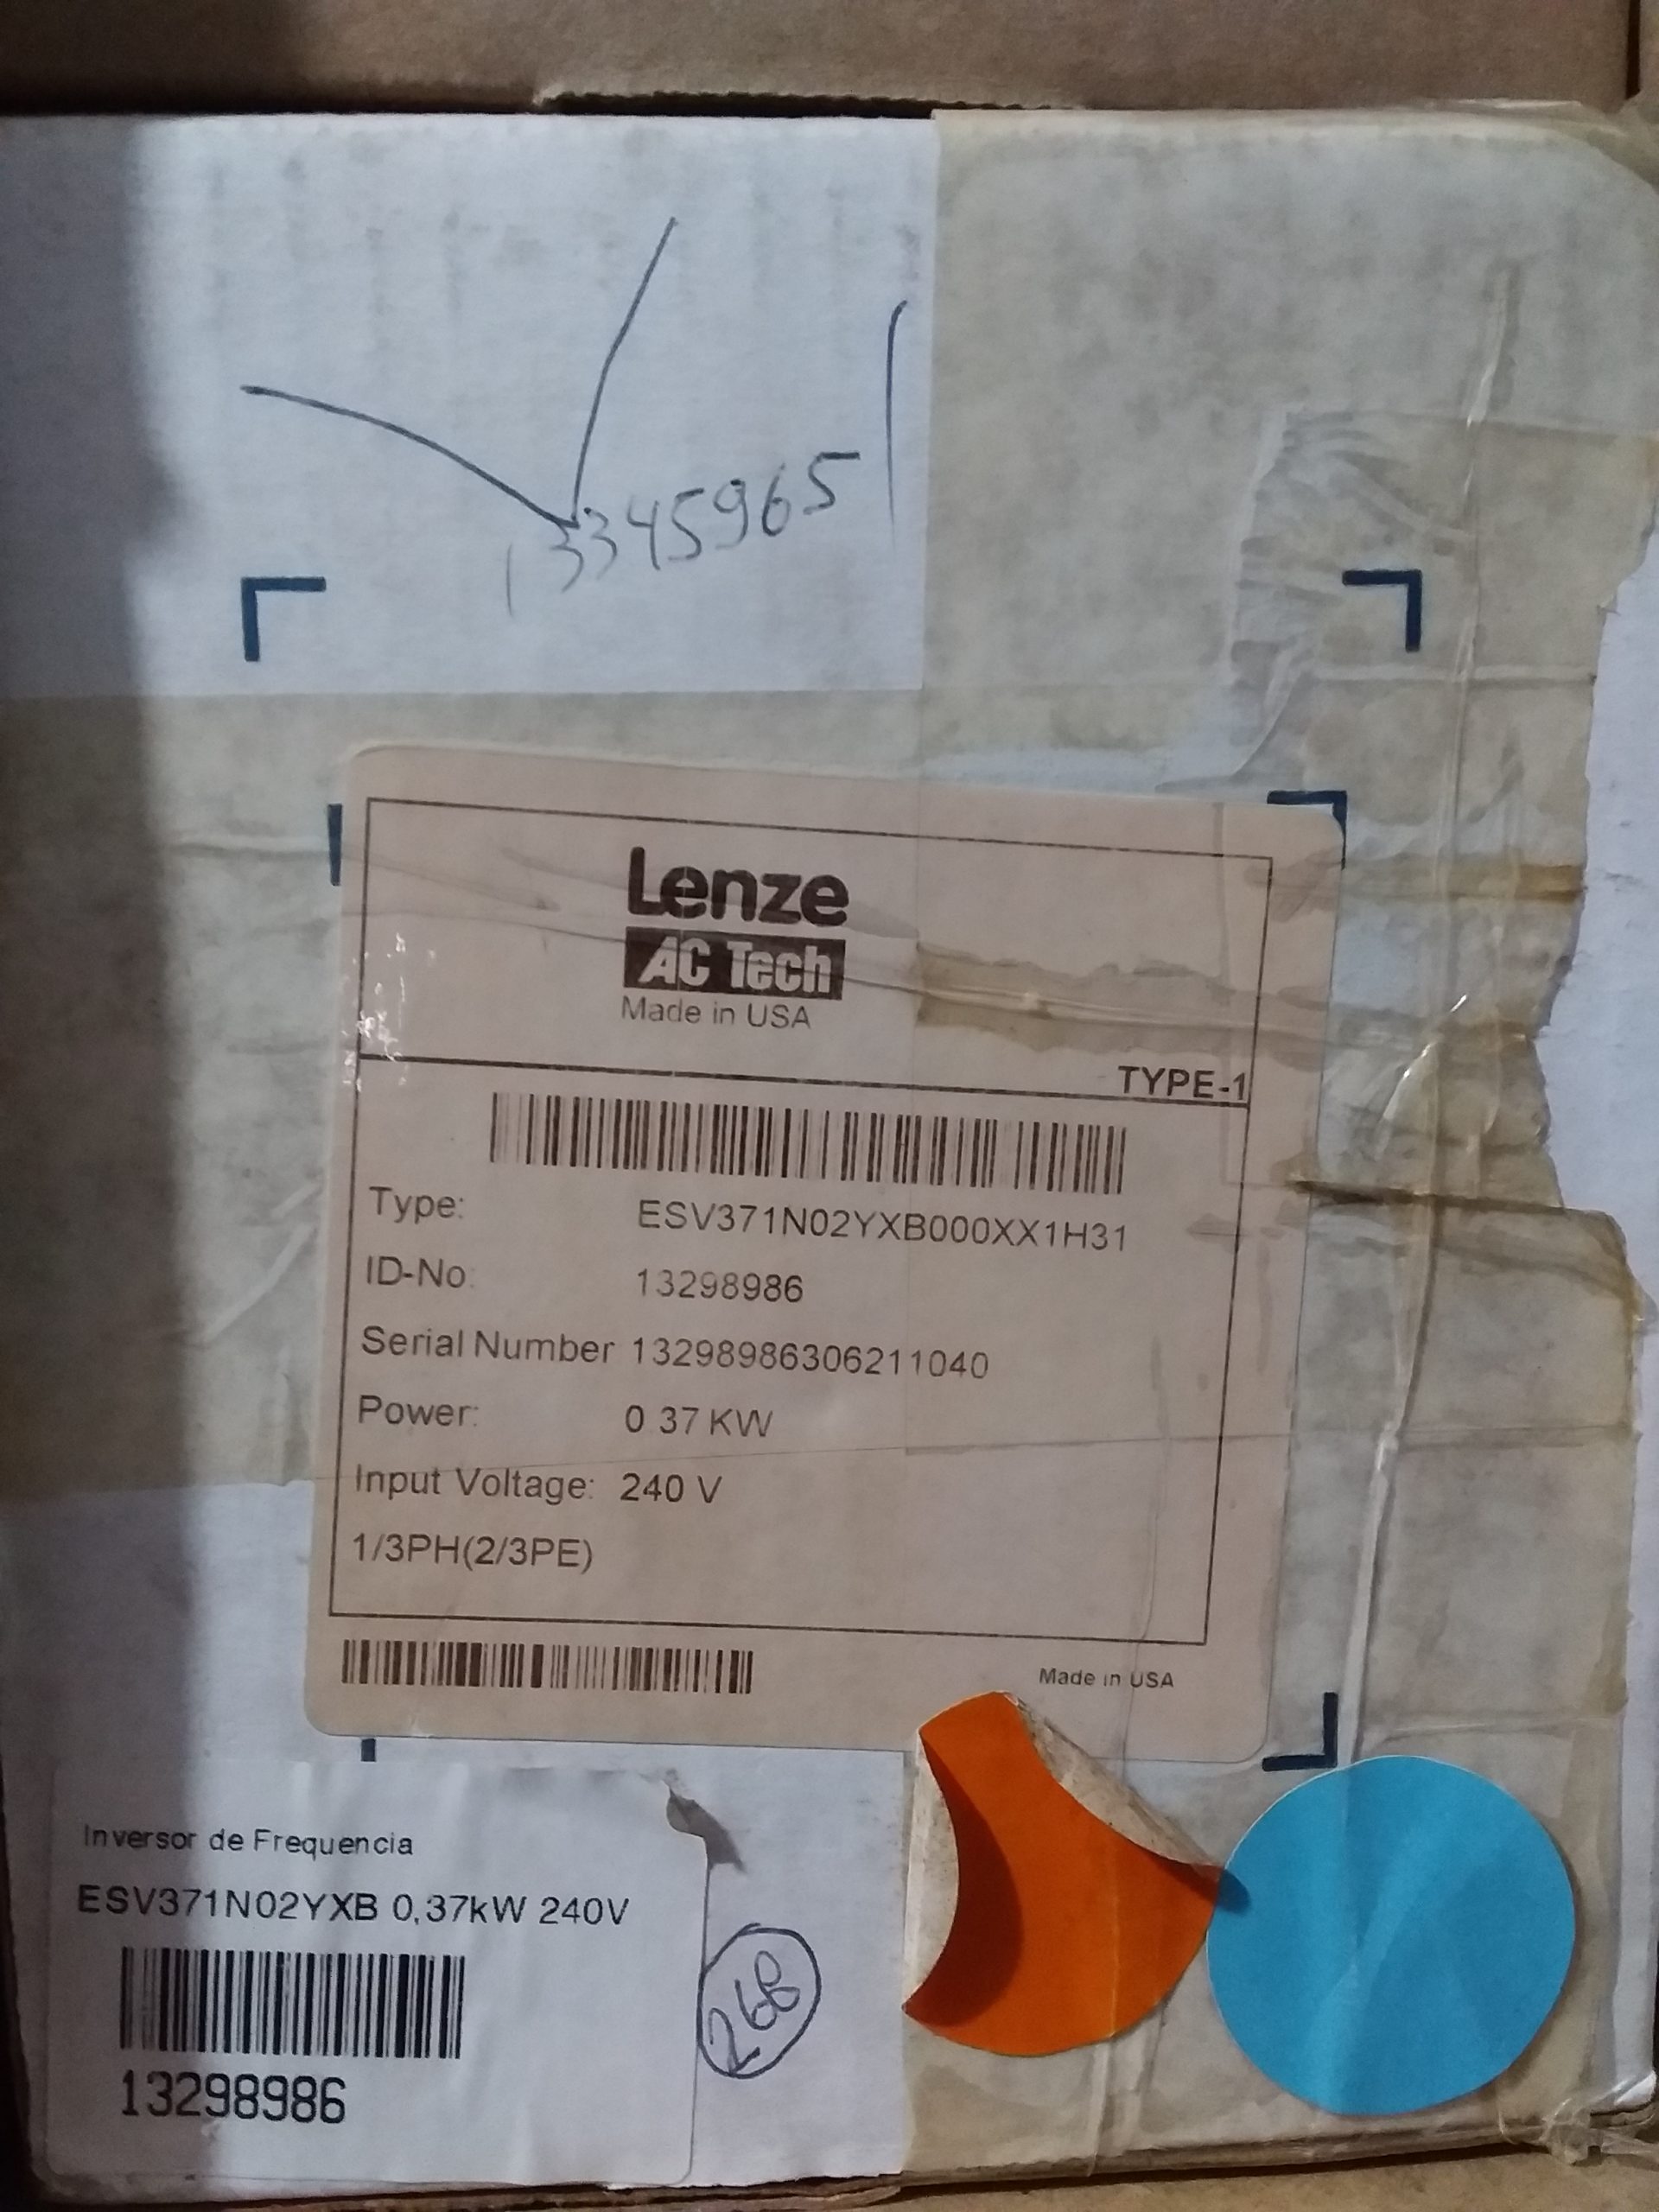 13345965
Lenze
AC Tech
Made in USA
TYPE-1
Type: ESV371N02YXB000XX1H31
ID-No: 13298986
Serial Number 13298986306211040
Power: 0 37 KW
Input Voltage: 240 V
1/3PH(2/3PE)
Made in USA
Inversor de Frequencia
ESV371N02YXB 0,37kW 240V
13298986
268